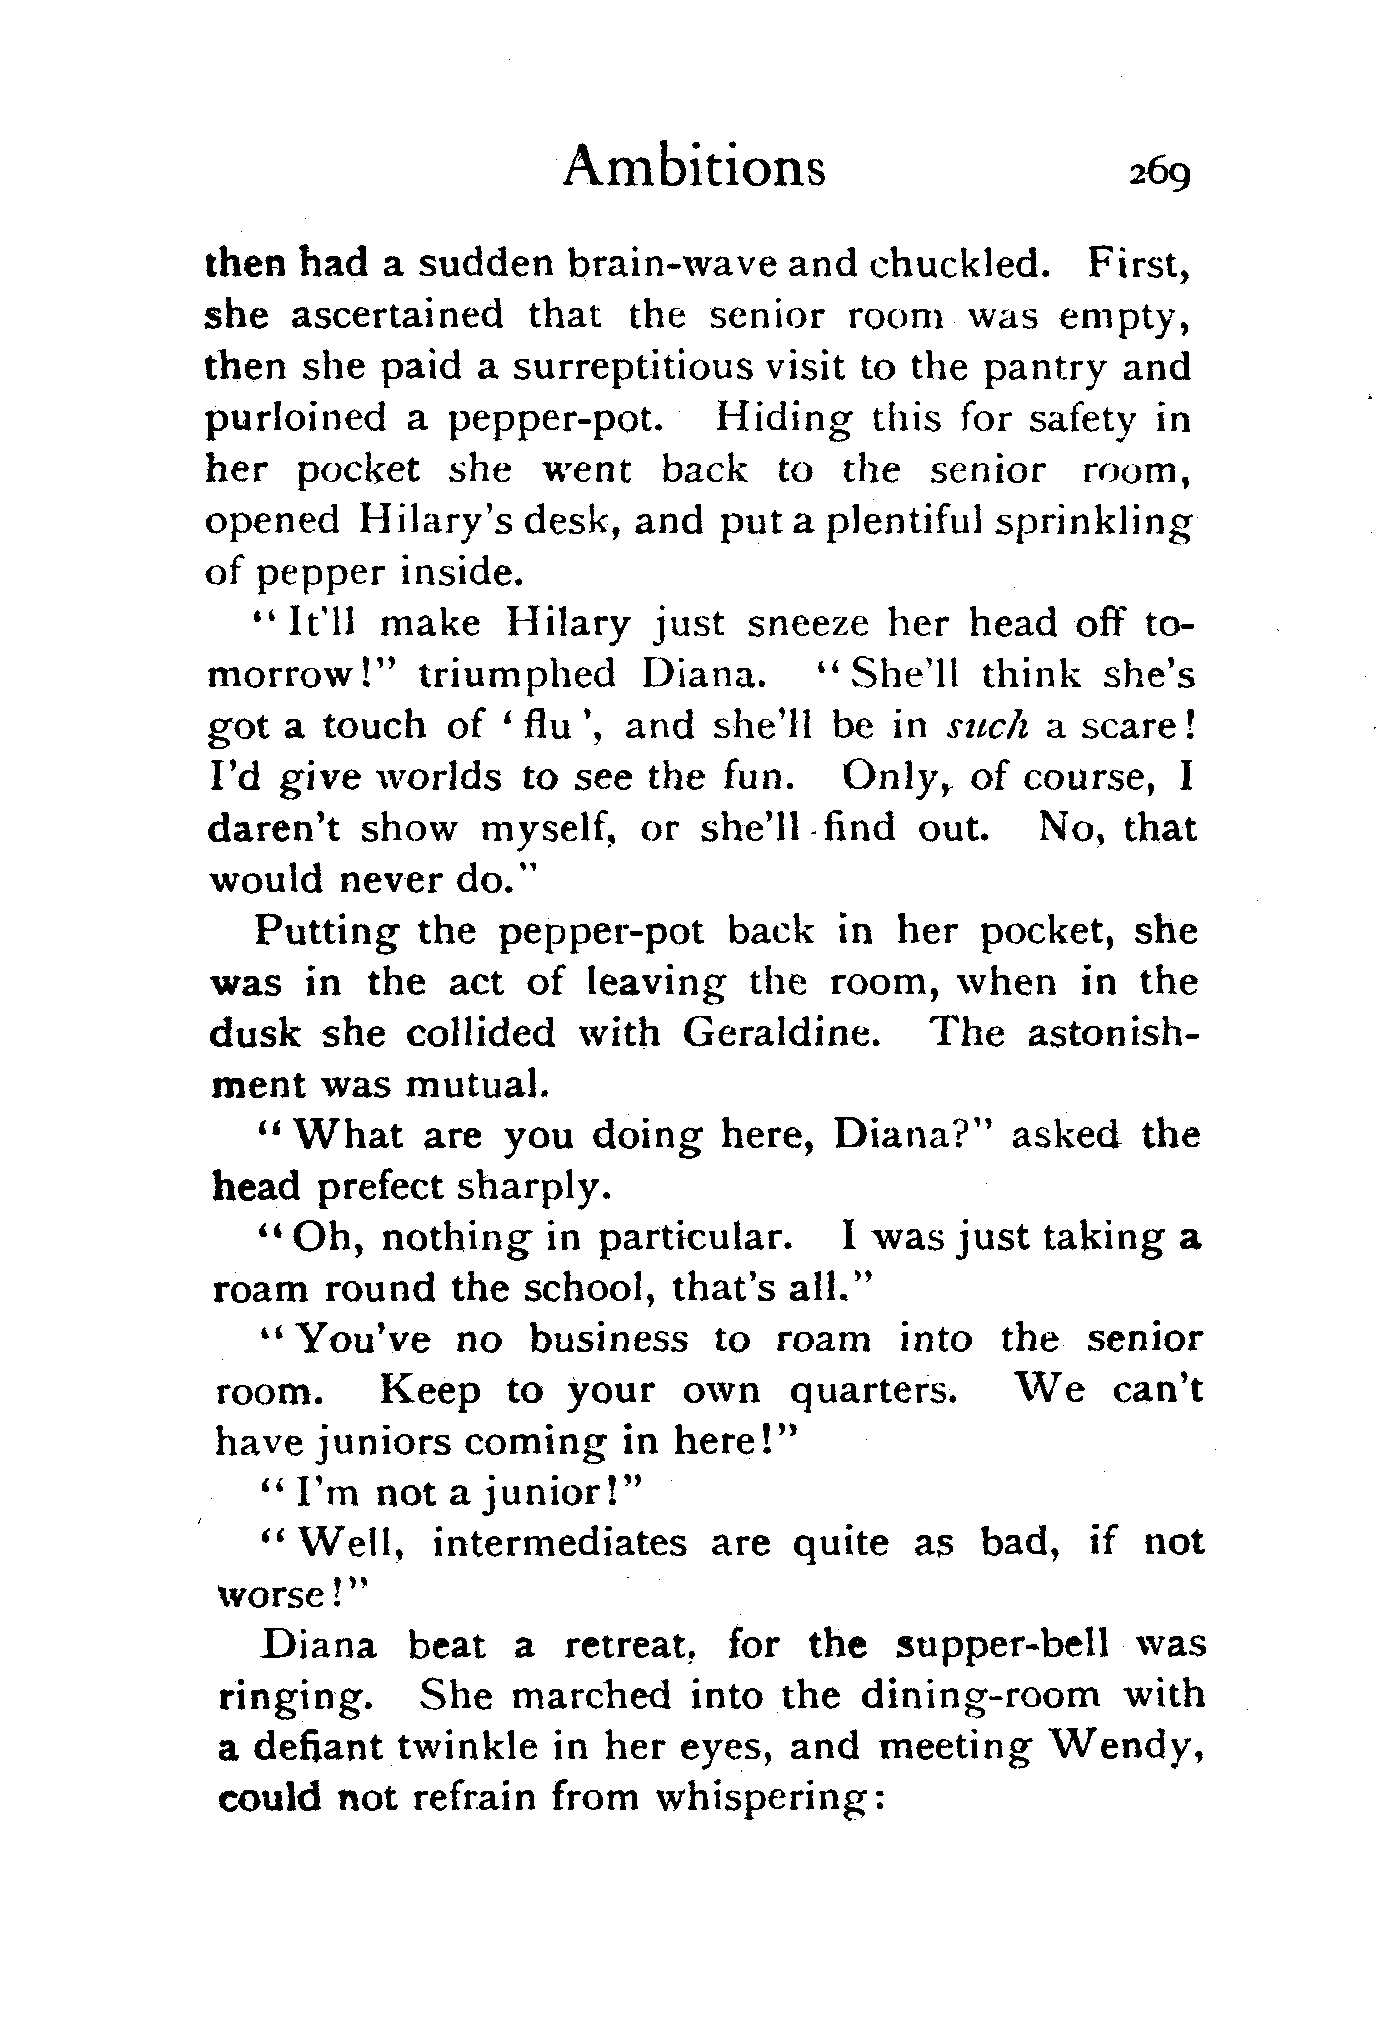 Ambitions 269
then had a sudden brain-wave and chuckled. First,
she ascertained that the senior room was empty,
then she paid a surreptitious visit to the pantry and
purloined a pepper-pot. Hiding this for safety in
her pocket she went back to the senior room,
opened Hilary's desk, and put a plentiful sprinkling
of pepper inside.
"It'll make Hilary just sneeze her head off to-
morrow!" triumphed Diana. "She'll think she's
got a touch of 'flu', and she'll be in such a scare!
I'd give worlds to see the fun. Only, of course, I
daren't show myself, or she'll find out. No, that
would never do."
Putting the pepper-pot back in her pocket, she
was in the act of leaving the room, when in the
dusk she collided with Geraldine. The astonish-
ment was mutual.
"What are you doing here, Diana?" asked the
head prefect sharply.
"Oh, nothing in particular. I was just taking a
roam round the school, that's all."
"You've no business to roam into the senior
room. Keep to your own quarters. We can't
have juniors coming in here!"
"I'm not a junior!"
"Well, intermediates are quite as bad, if not
worse!"
Diana beat a retreat, for the supper-bell was
ringing. She marched into the dining-room with
a defiant twinkle in her eyes, and meeting Wendy,
could not refrain from whispering: